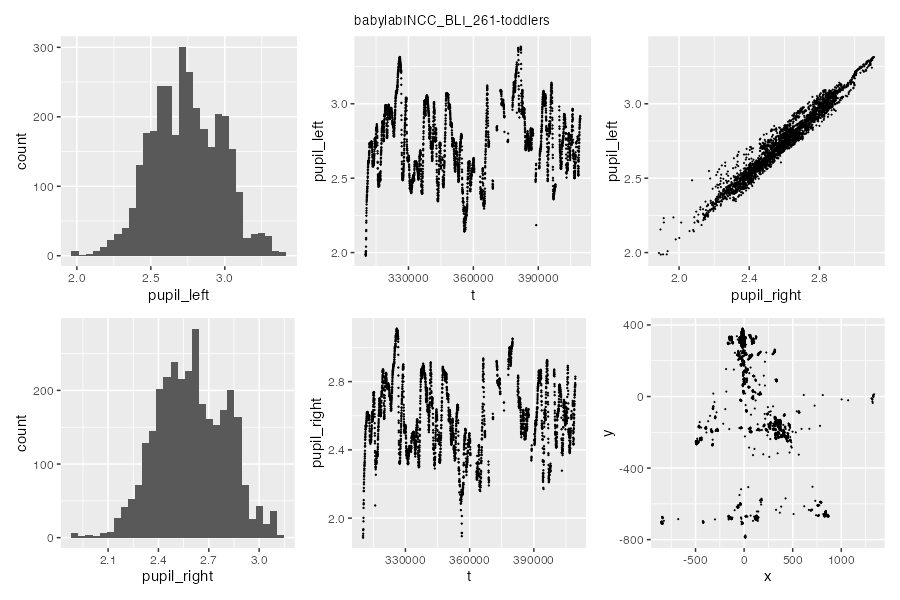 babylabINCC_BLI_261-toddlers
300
200
100
0
count
2.0 2.5 3.0
pupil_left
3.0
2.5
2.0
pupil_left
330000 360000 390000
t
3.0
2.5
2.0
pupil_left
2.0 2.4 2.8
pupil_right
200
100
0
count
2.1 2.4 2.7 3.0
pupil_right
2.8
2.4
2.0
pupil_right
330000 360000 390000
t
400
0
-400
-800
y
-500 0 500 1000
x